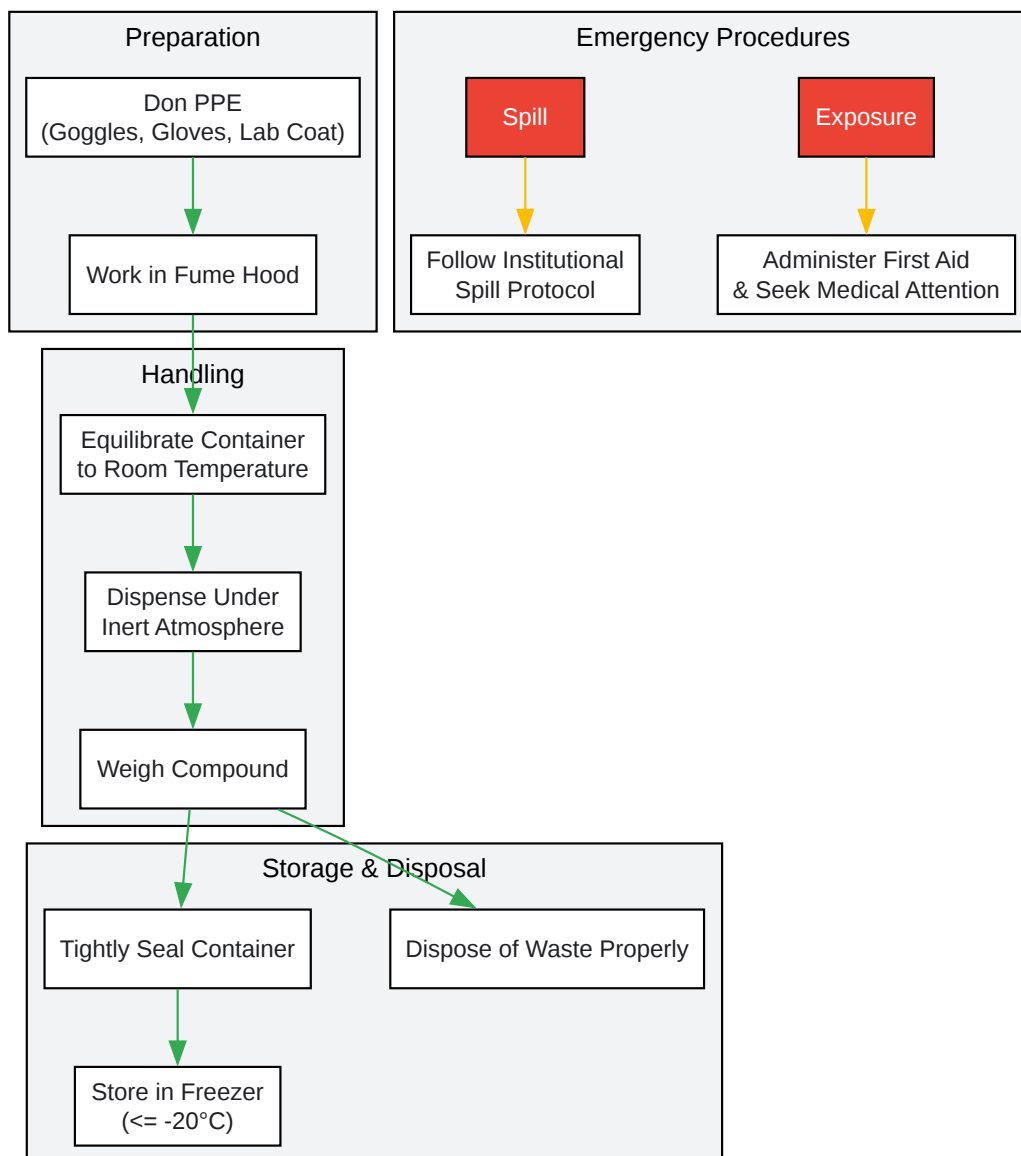 Preparation
Don PPE
(Goggles, Gloves, Lab Coat)
Work in Fume Hood
Emergency Procedures
Spill
Exposure
Follow Institutional
Spill Protocol
Administer First Aid
& Seek Medical Attention
Handling
Equilibrate Container
to Room Temperature
Dispense Under
Inert Atmosphere
Weigh Compound
Storage & Disposal
Tightly Seal Container
Dispose of Waste Properly
Store in Freezer
(<= -20°C)